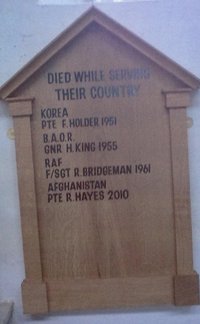 DIED WHILE SERVING
THEIR COUNTRY
KOREA
PTE F. HOLDER 1951
B.A.O.R.
GNR H. KING 1955
RAF
F/SGT R. BRIDGEMAN 1961
AFGHANISTAN
PTE R. HAYES 2010